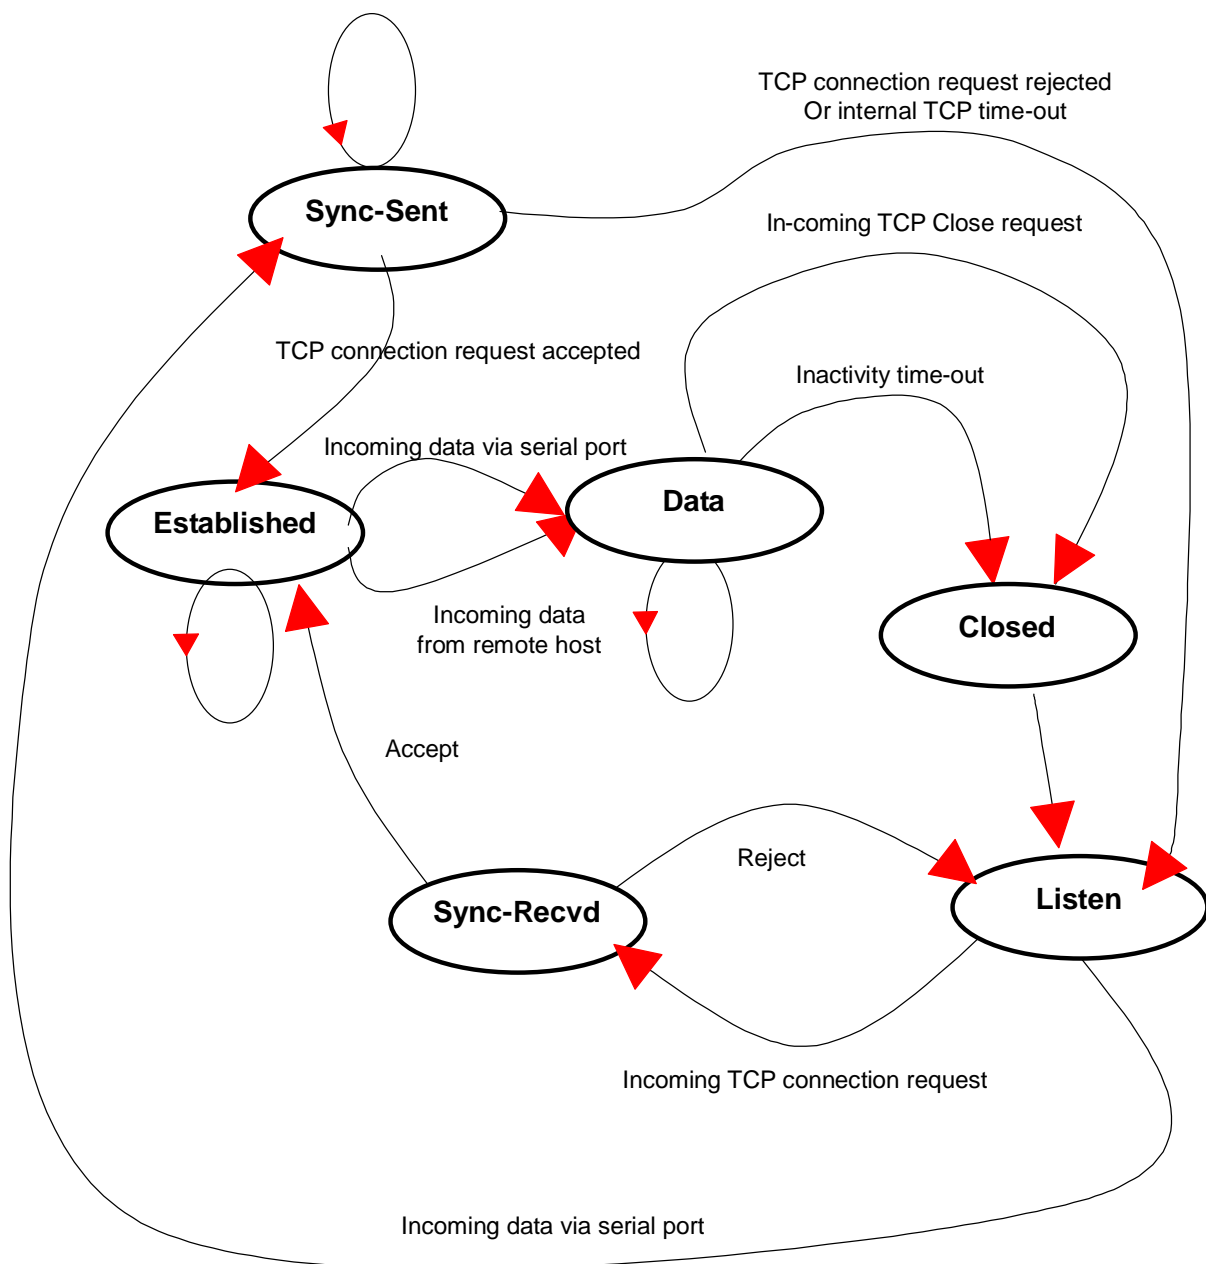 TCP connection request rejected
Or internal TCP time-out
Sync-Sent
In-coming TCP Close request
TCP connection request accepted
Inactivity time-out
Incoming data via serial port
Data
Established
Incoming data
from remote host
Closed
Accept
Reject
Listen
Sync-Recvd
Incoming TCP connection request
Incoming data via serial port